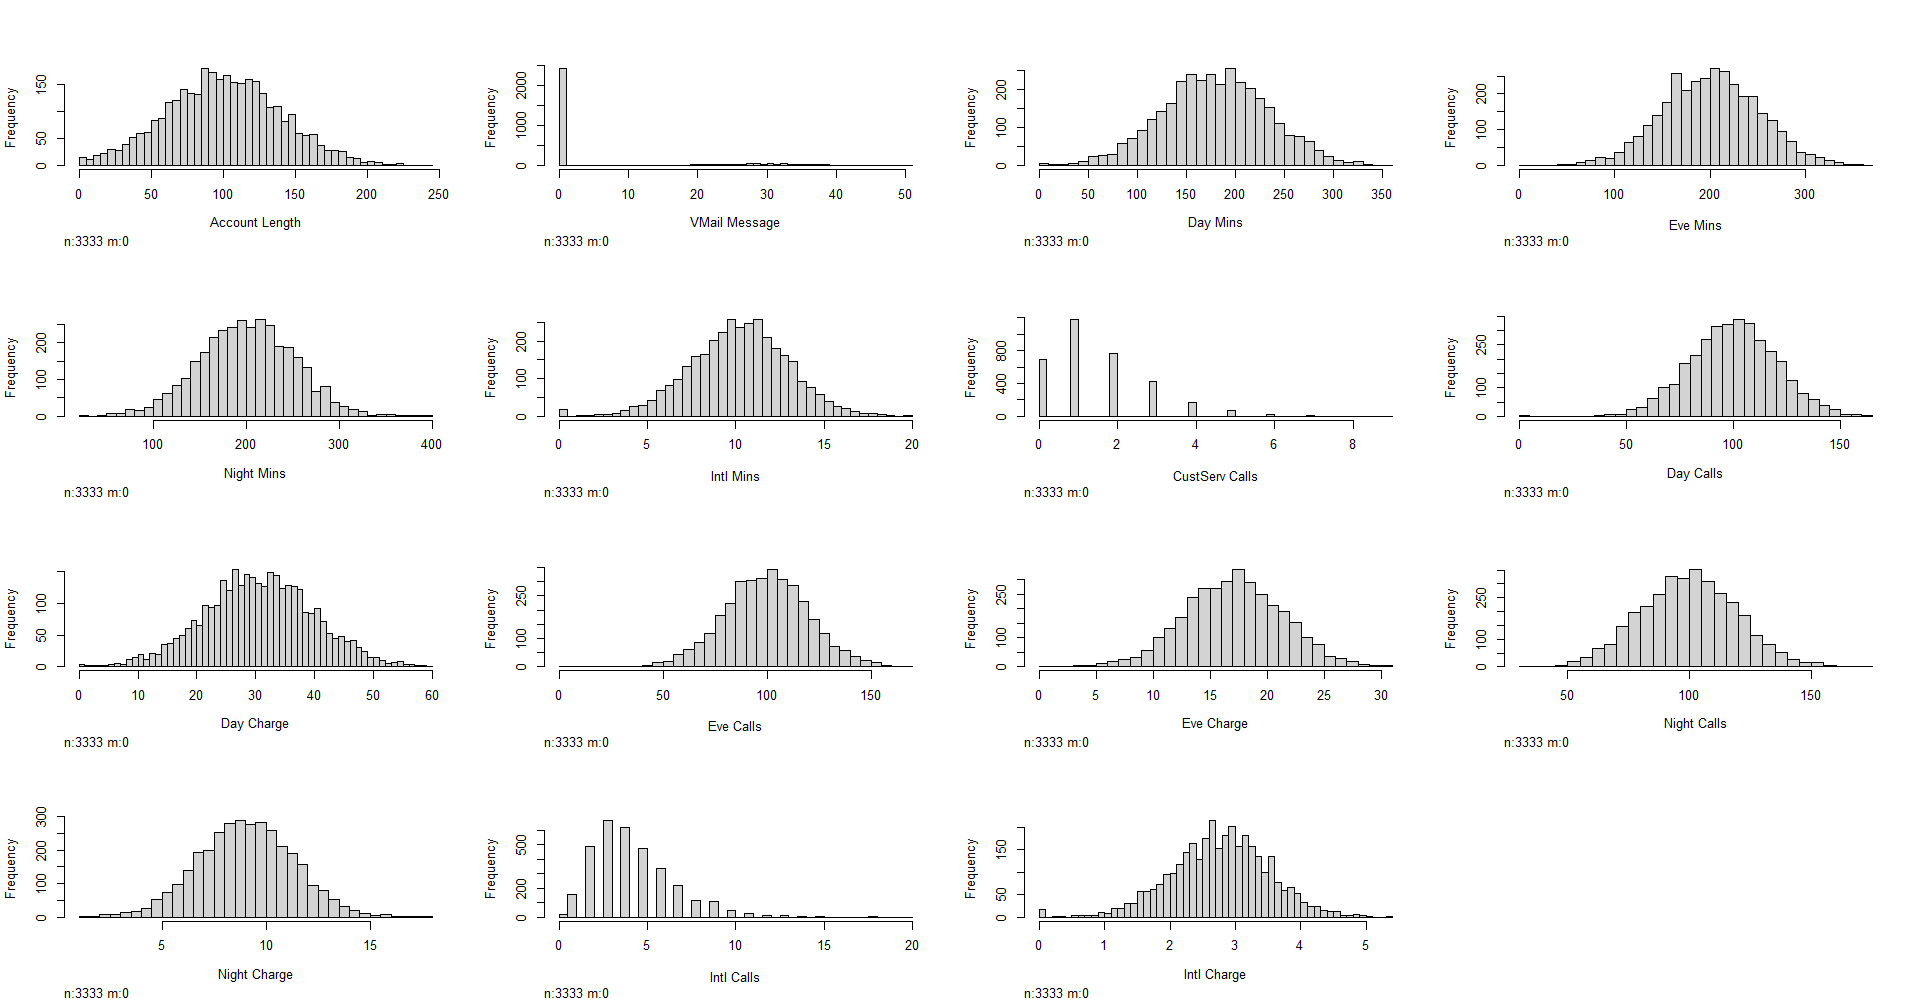 Frequency
0 50 150
0 50 100 150 200 250
Account Length
n:3333 m:0
Frequency
0 1000 2000
0 10 20 30 40 50
VMail Message
n:3333 m:0
Frequency
0 100 200
0 50 100 150 200 250 300 350
Day Mins
n:3333 m:0
Frequency
0 100 200
0 100 200 300
Eve Mins
n:3333 m:0
Frequency
0 100 200
100 200 300 400
Night Mins
n:3333 m:0
Frequency
0 100 200
0 5 10 15 20
Intl Mins
n:3333 m:0
Frequency
0 400 800
0 2 4 6 8
CustServ Calls
n:3333 m:0
Frequency
0 100 250
0 50 100 150
Day Calls
n:3333 m:0
Frequency
0 50 100
0 10 20 30 40 50 60
Day Charge
n:3333 m:0
Frequency
0 100 250
0 50 100 150
Eve Calls
n:3333 m:0
Frequency
0 100 200
0 5 10 15 20 25 30
Eve Charge
n:3333 m:0
Frequency
0 100 250
50 100 150
Night Calls
n:3333 m:0
Frequency
0 100 200 300
5 10 15
Night Charge
n:3333 m:0
Frequency
0 200 500
0 5 10 15 20
Intl Calls
n:3333 m:0
Frequency
0 50 150
0 1 2 3 4 5
Intl Charge
n:3333 m:0